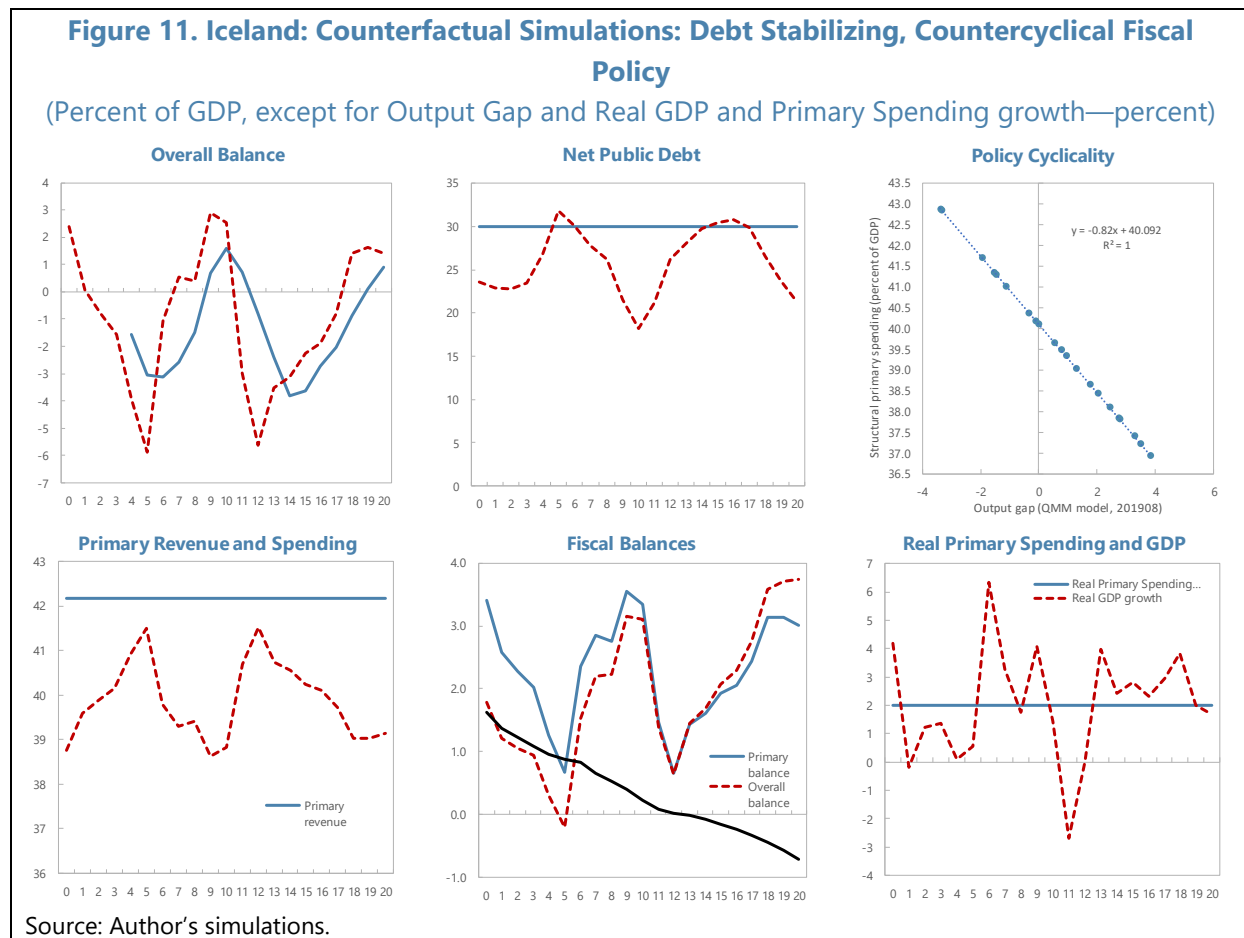 Figure 11. Iceland: Counterfactual Simulations: Debt Stabilizing, Countercyclical Fiscal
Policy
(Percent of GDP, except for Output Gap and Real GDP and Primary Spending growth—percent)
Overall Balance
4
3
2
1
0
-1
-2
-3
-4
-5
-6
-7
0 1 2 3 4 5 6 7 8 9 10 11 12 13 14 15 16 17 18 19 20
Net Public Debt
35
30
25
20
15
10
5
0
0 1 2 3 4 5 6 7 8 9 10 11 12 13 14 15 16 17 18 19 20
Policy Cyclicality
Structural primary spending (percent of GDP)
43.5
43.0
42.5
42.0
41.5
41.0
40.5
40.0
39.5
39.0
38.5
38.0
37.5
37.0
36.5
y = -0.82x + 40.092
R² = 1
-4 -2 0 2 4 6
Output gap (QMM model, 201908)
Primary Revenue and Spending
43
42
41
40
39
38
37
36
Primary
revenue
0 1 2 3 4 5 6 7 8 9 10 11 12 13 14 15 16 17 18 19 20
Fiscal Balances
4.0
3.0
2.0
1.0
0.0
-1.0
Primary
balance
Overall
balance
0 1 2 3 4 5 6 7 8 9 10 11 12 13 14 15 16 17 18 19 20
Real Primary Spending and GDP
7
6
5
4
3
2
1
0
-1
-2
-3
-4
Real Primary Spending...
Real GDP growth
0 1 2 3 4 5 6 7 8 9 10 11 12 13 14 15 16 17 18 19 20
Source: Author's simulations.